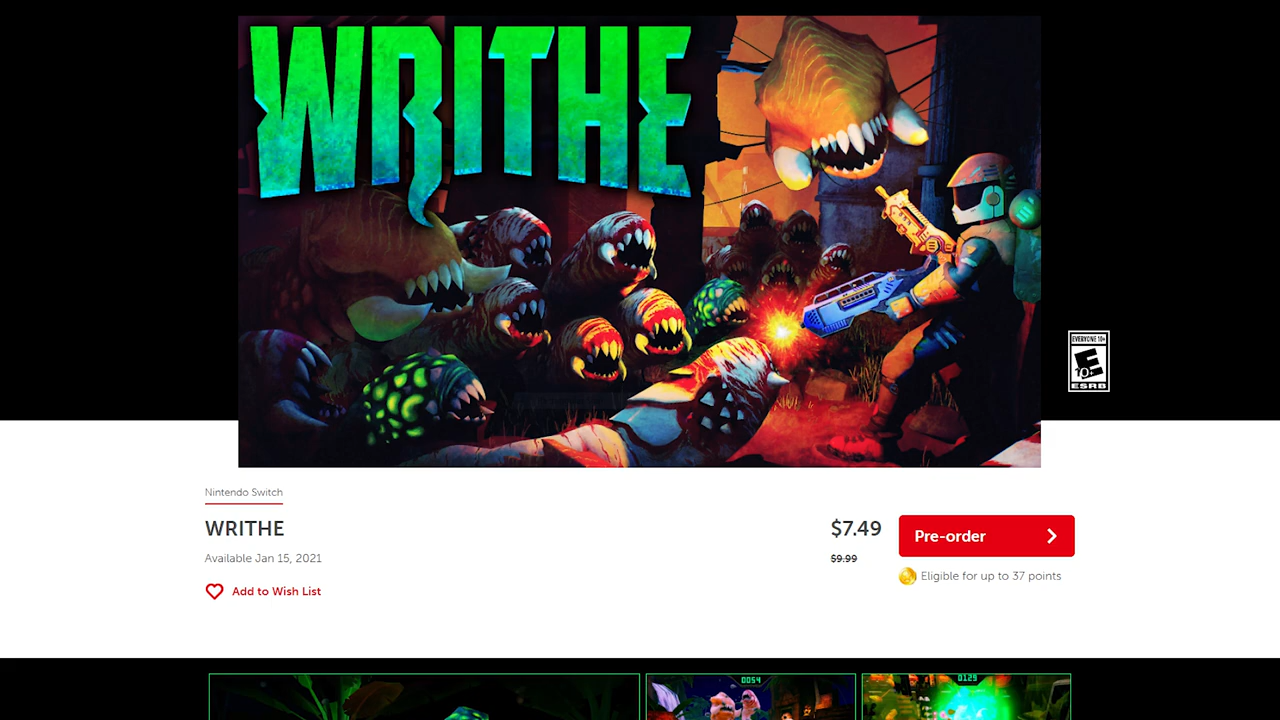 WRITHE
EVERYONE 10+
E
10+
ESRB
Nintendo Switch
WRITHE
Available Jan 15, 2021
Add to Wish List
$7.49
$9.99
Pre-order
Eligible for up to 37 points
0054
0129